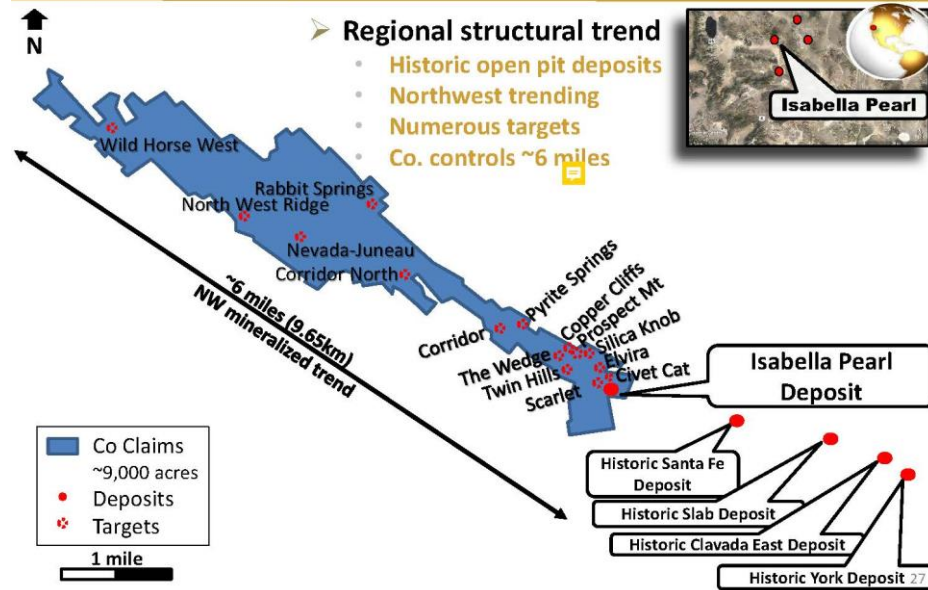 N
➢ Regional structural trend
• Historic open pit deposits
• Northwest trending
• Numerous targets
• Co. controls ~6 miles
Isabella Pearl
Wild Horse West
Rabbit Springs
North West Ridge
Nevada-Juneau
Corridor North
~6 miles (9.65km)
NW mineralized trend
Corridor
Pyrite Springs
Copper Cliffs
Prospect Mt
Silica Knob
The Wedge
Elvira
Twin Hills
Civet Cat
Scarlet
Isabella Pearl
Deposit
Co Claims
~9,000 acres
Deposits
Targets
1 mile
Historic Santa Fe
Deposit
Historic Slab Deposit
Historic Clavada East Deposit
Historic York Deposit 27